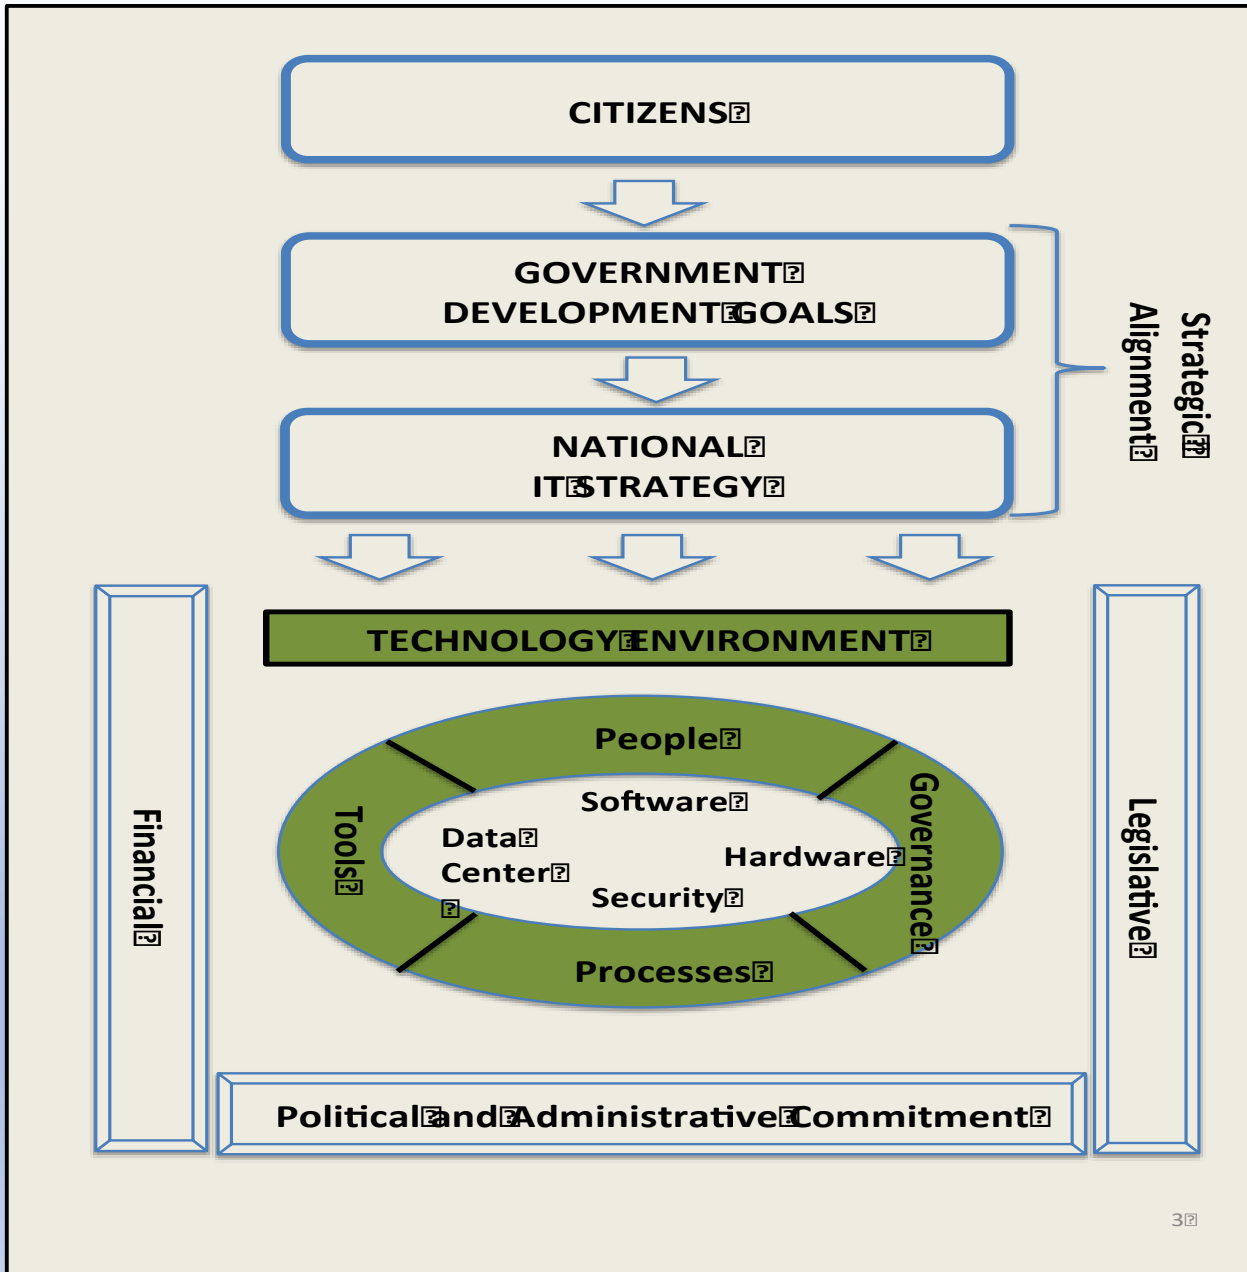 CITIZENS
GOVERNMENT
DEVELOPMENT GOALS
Strategic
Alignment
NATIONAL
IT STRATEGY
TECHNOLOGY ENVIRONMENT
Financial
Legislative
People
Tools
Governance
Software
Data
Center
Hardware
Security
Processes
Political and Administrative Commitment
3